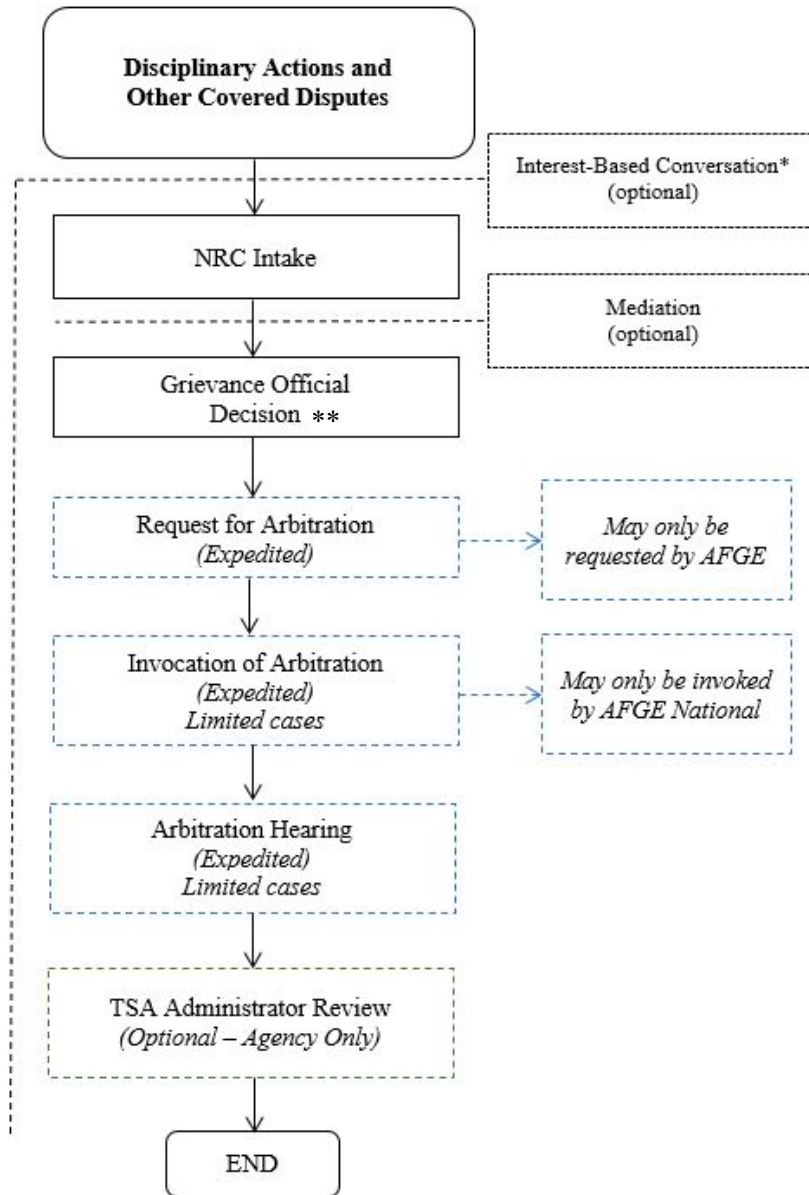 Disciplinary Actions and
Other Covered Disputes
Interest-Based Conversation*
(optional)
NRC Intake
Mediation
(optional)
Grievance Official
Decision **
Request for Arbitration
(Expedited)
May only be
requested by AFGE
Invocation of Arbitration
(Expedited)
Limited cases
May only be invoked
by AFGE National
Arbitration Hearing
(Expedited)
Limited cases
TSA Administrator Review
(Optional – Agency Only)
END